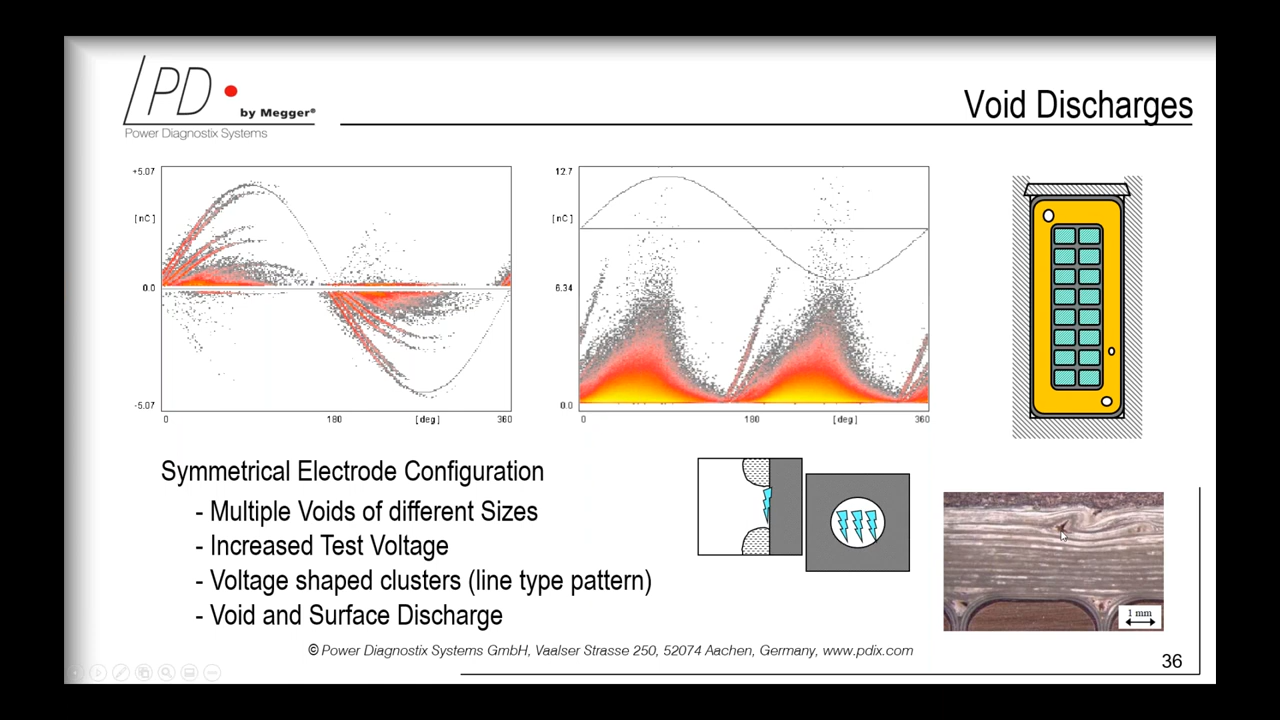 PD
by Megger®
Power Diagnostix Systems
Void Discharges
+5.07
[nC]
0.0
-5.07
0
180
[deg]
360
12.7
[nC]
6.34
0.0
0
180
[deg]
360
Symmetrical Electrode Configuration
- Multiple Voids of different Sizes
- Increased Test Voltage
- Voltage shaped clusters (line type pattern)
- Void and Surface Discharge
1 mm
© Power Diagnostix Systems GmbH, Vaalser Strasse 250, 52074 Aachen, Germany, www.pdix.com
36